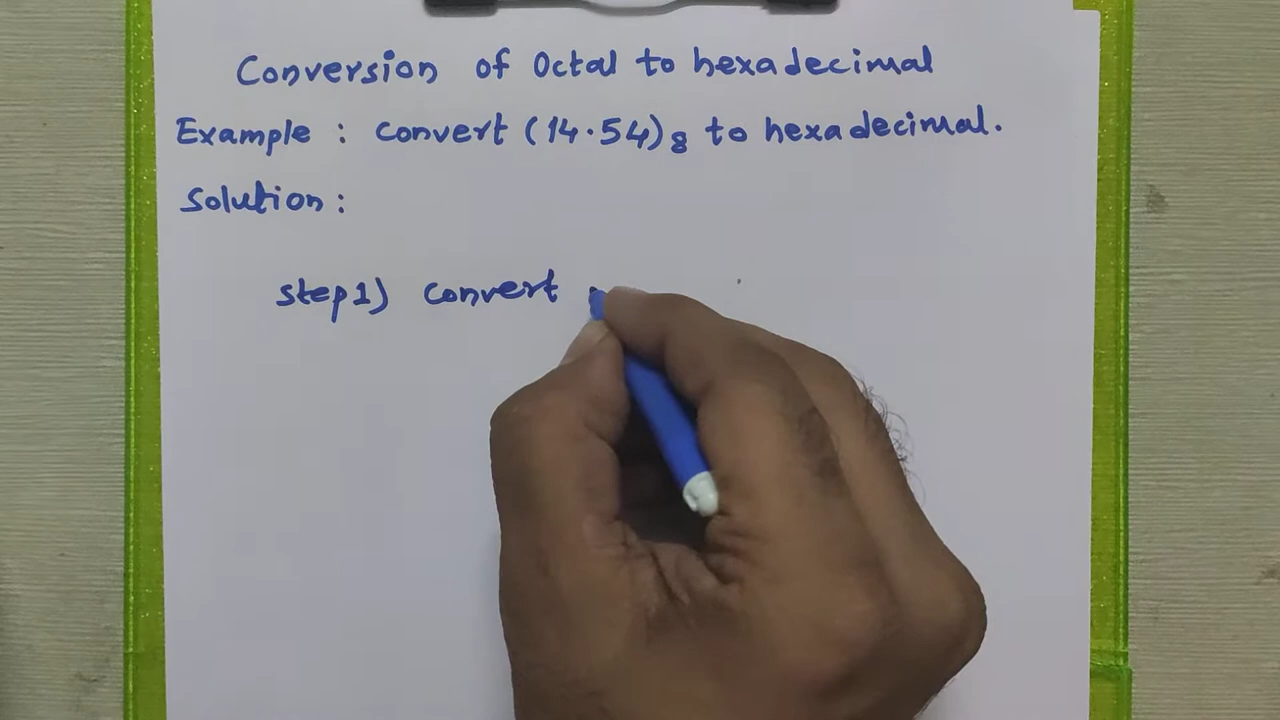 Conversion of Octal to hexadecimal
Example : convert (14.54)₈ to hexadecimal.
Solution :
step1) convert